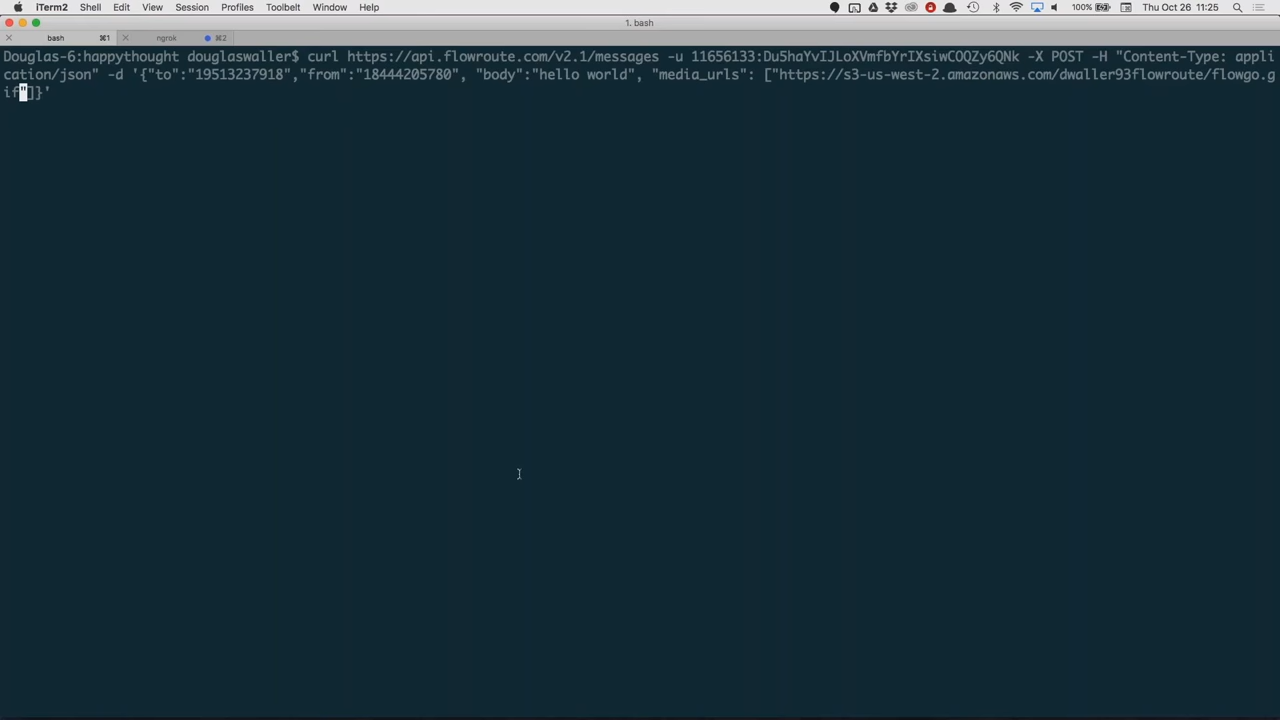 iTerm2 Shell Edit View Session Profiles Toolbelt Window Help 100% Thu Oct 26 11:25
1. bash
bash ⌘1 ngrok ⌘2
Douglas-6:happythought douglaswaller$ curl https://api.flowroute.com/v2.1/messages -u 11656133:Du5haYvIJLoXVmfbYrIXsiwCOQZy6QNk -X POST -H "Content-Type: appli
cation/json" -d '{"to":"19513237918","from":"18444205780", "body":"hello world", "media_urls": ["https://s3-us-west-2.amazonaws.com/dwaller93flowroute/flowgo.g
if"]}'